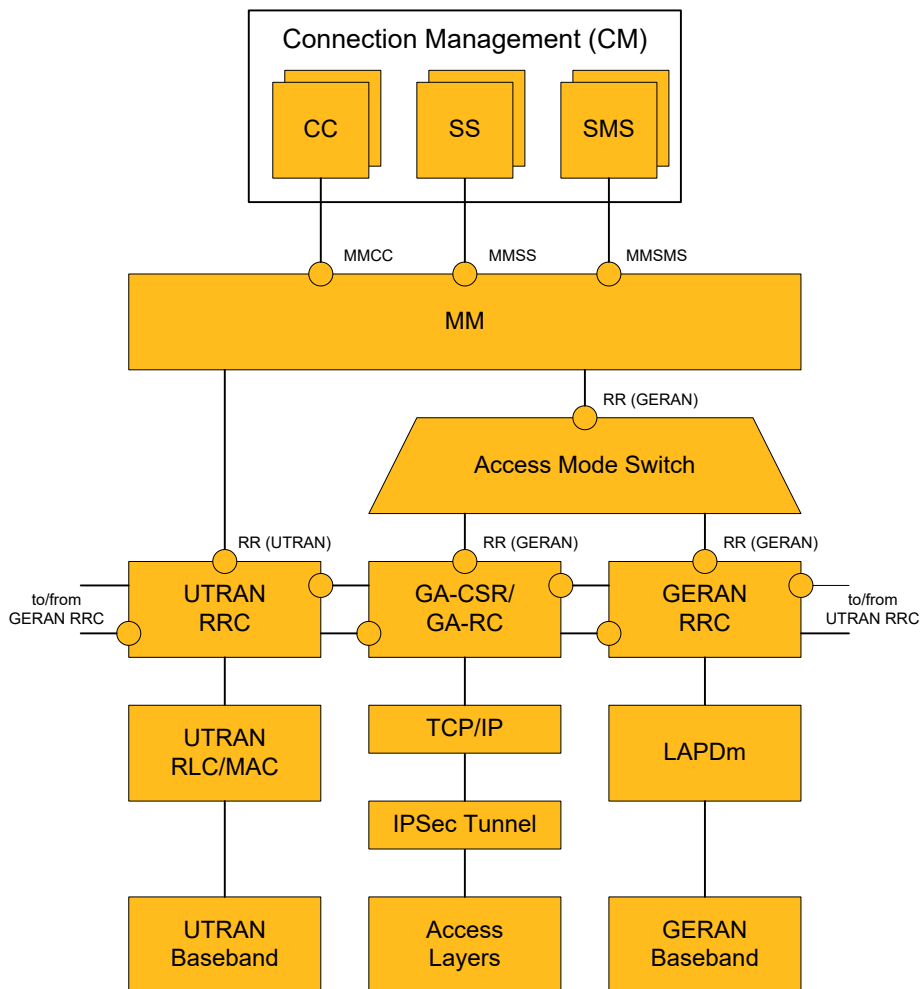 Connection Management (CM)
CC
SS
SMS
MMCC
MMSS
MMSMS
MM
RR (GERAN)
Access Mode Switch
RR (UTRAN)
RR (GERAN)
RR (GERAN)
to/from
GERAN RRC
UTRAN
RRC
GA-CSR/
GA-RC
GERAN
RRC
to/from
UTRAN RRC
UTRAN
RLC/MAC
TCP/IP
LAPDm
IPSec Tunnel
UTRAN
Baseband
Access
Layers
GERAN
Baseband